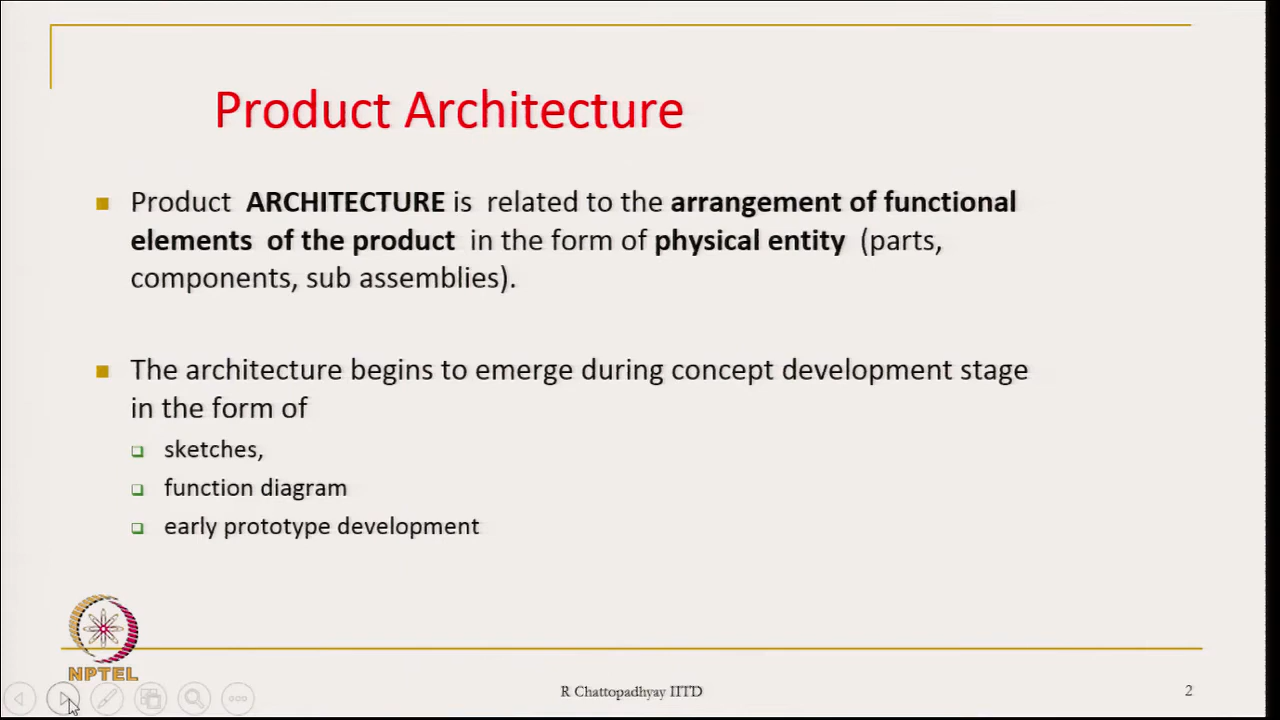 Product Architecture
Product ARCHITECTURE is related to the arrangement of functional
elements of the product in the form of physical entity (parts,
components, sub assemblies).
The architecture begins to emerge during concept development stage
in the form of
sketches,
function diagram
early prototype development
NPTEL
R Chattopadhyay IITD
2